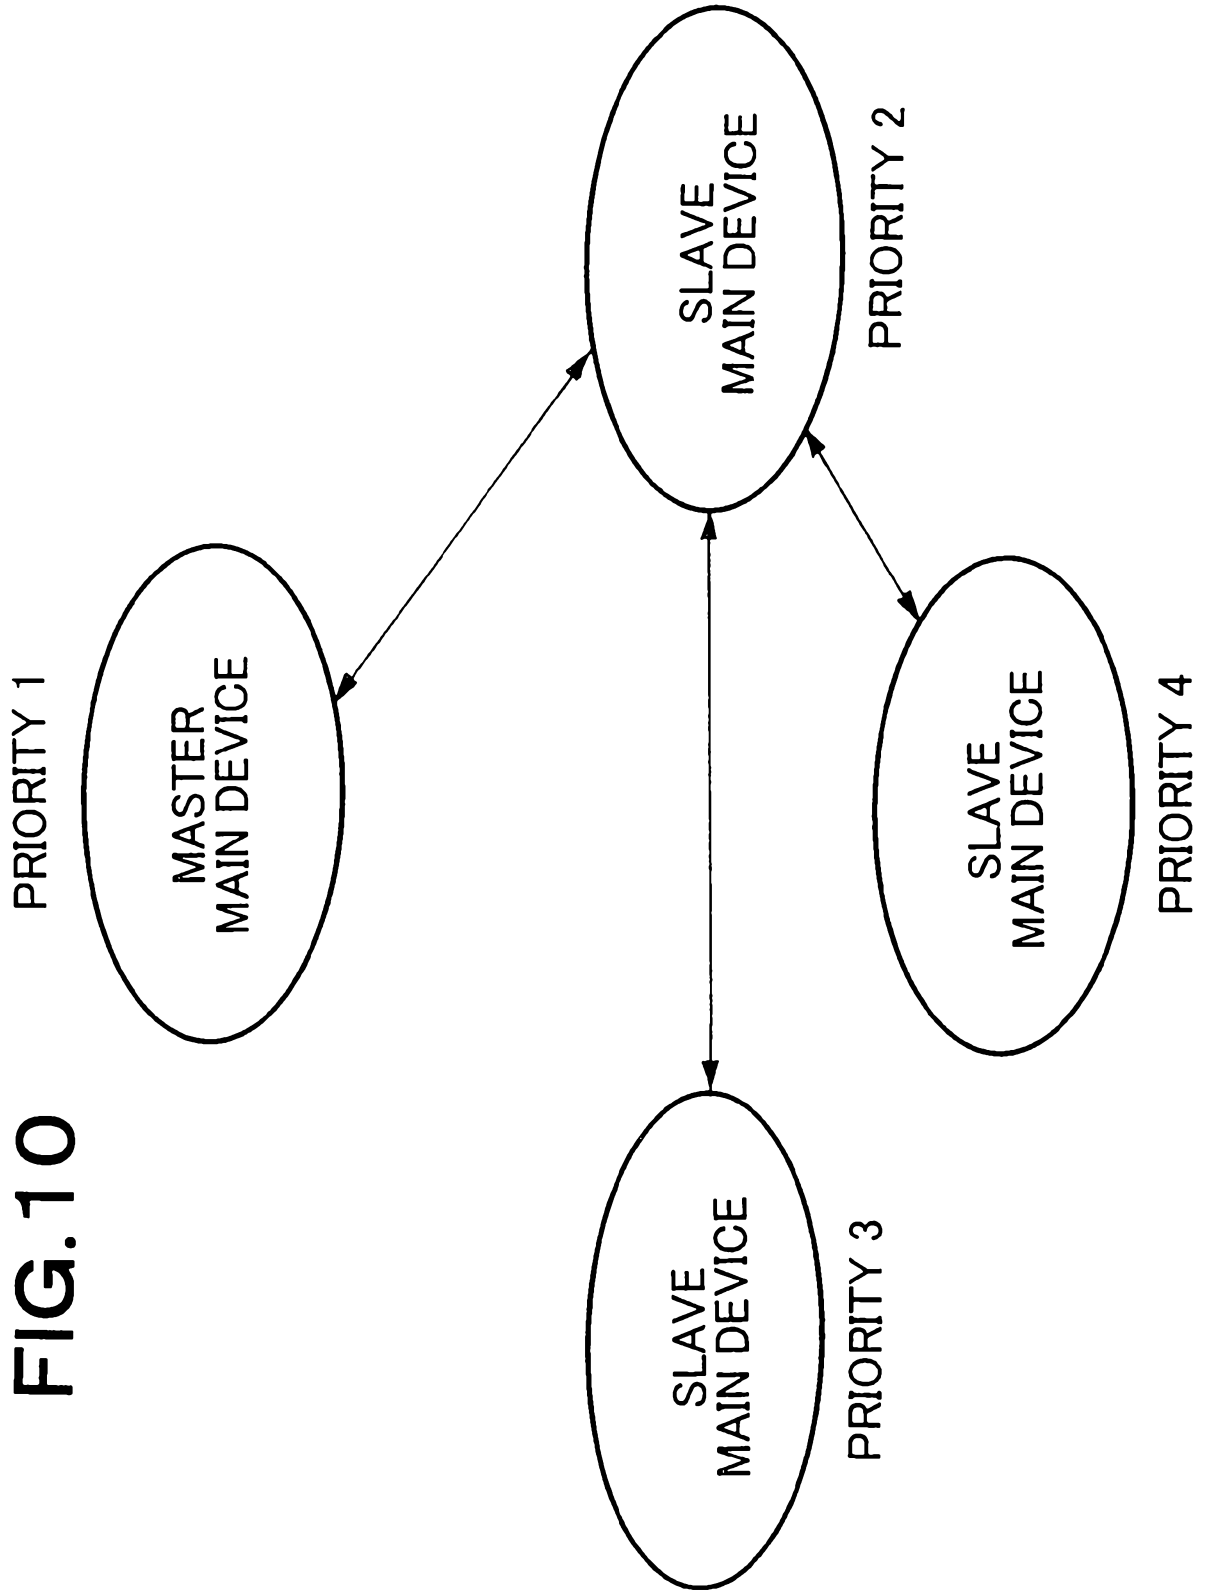 FIG.10
PRIORITY 1
MASTER
MAIN DEVICE
SLAVE
MAIN DEVICE
PRIORITY 3
SLAVE
MAIN DEVICE
PRIORITY 2
SLAVE
MAIN DEVICE
PRIORITY 4